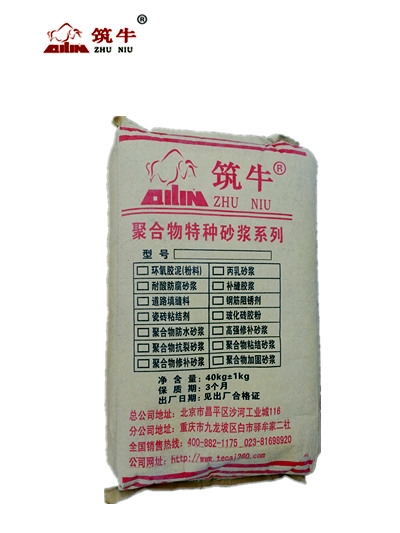 QILIN
筑牛®
ZHU NIU
QILIN
筑牛®
ZHU NIU
聚合物特种砂浆系列
型号
环氧胶泥(粉料) 丙乳砂浆
耐酸防腐砂浆 补缝胶浆
道路填缝料 钢筋阻锈剂
瓷砖粘结剂 玻化砖胶粉
聚合物防水砂浆 高强修补砂浆
聚合物抗裂砂浆 聚合物粘结砂浆
聚合物修补砂浆 聚合物加固砂浆
净含量:40kg±1kg
保质期:3个月
出厂日期:见出厂合格证
总公司地址:北京市昌平区沙河工业城116
分公司地址:重庆市九龙坡区白市驿牟家二社
全国销售热线:400-882-1175 023-81698920
公司网址:http://www.tecai360.com